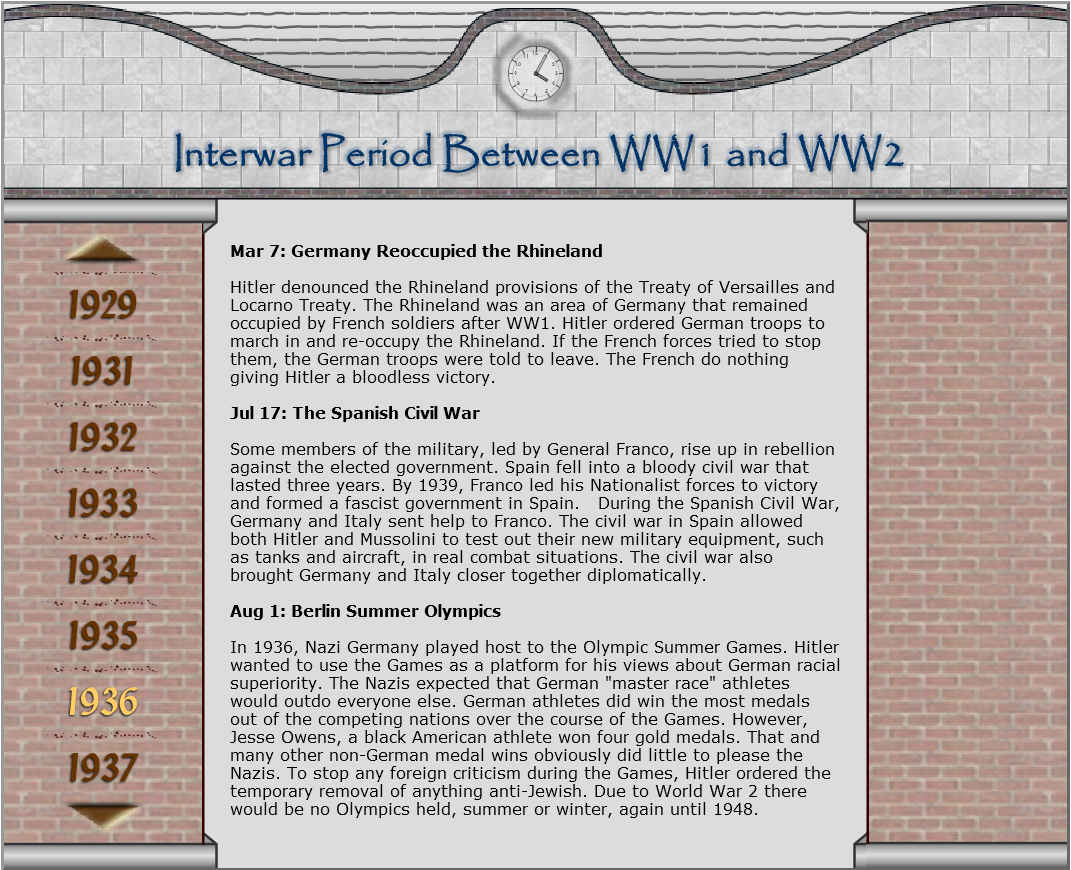 Interwar Period Between WW1 and WW2
1929
1931
1932
1933
1934
1935
1936
1937
Mar 7: Germany Reoccupied the Rhineland
Hitler denounced the Rhineland provisions of the Treaty of Versailles and
Locarno Treaty. The Rhineland was an area of Germany that remained
occupied by French soldiers after WW1. Hitler ordered German troops to
march in and re-occupy the Rhineland. If the French forces tried to stop
them, the German troops were told to leave. The French do nothing
giving Hitler a bloodless victory.
Jul 17: The Spanish Civil War
Some members of the military, led by General Franco, rise up in rebellion
against the elected government. Spain fell into a bloody civil war that
lasted three years. By 1939, Franco led his Nationalist forces to victory
and formed a fascist government in Spain.   During the Spanish Civil War,
Germany and Italy sent help to Franco. The civil war in Spain allowed
both Hitler and Mussolini to test out their new military equipment, such
as tanks and aircraft, in real combat situations. The civil war also
brought Germany and Italy closer together diplomatically.
Aug 1: Berlin Summer Olympics
In 1936, Nazi Germany played host to the Olympic Summer Games. Hitler
wanted to use the Games as a platform for his views about German racial
superiority. The Nazis expected that German "master race" athletes
would outdo everyone else. German athletes did win the most medals
out of the competing nations over the course of the Games. However,
Jesse Owens, a black American athlete won four gold medals. That and
many other non-German medal wins obviously did little to please the
Nazis. To stop any foreign criticism during the Games, Hitler ordered the
temporary removal of anything anti-Jewish. Due to World War 2 there
would be no Olympics held, summer or winter, again until 1948.